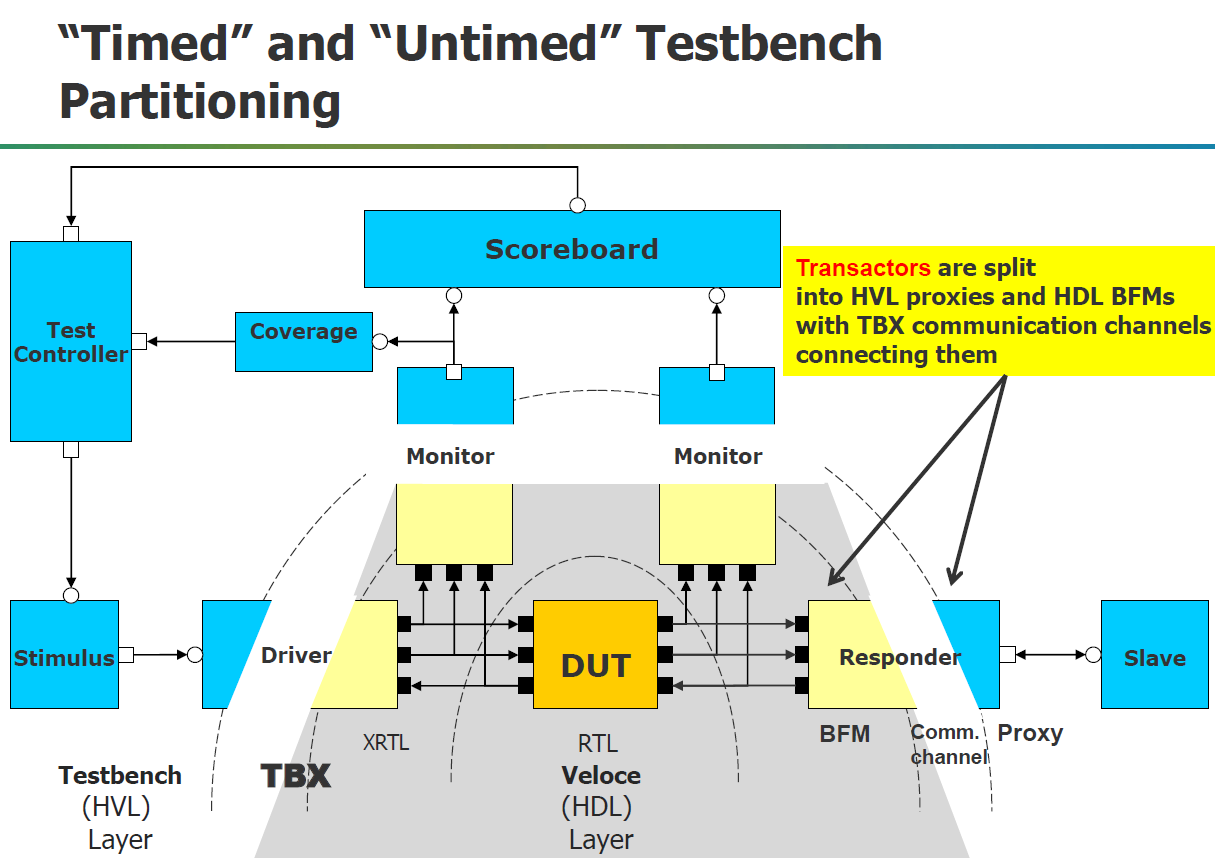 “Timed” and “Untimed” Testbench
Partitioning
Scoreboard
Transactors are split
into HVL proxies and HDL BFMs
with TBX communication channels
connecting them
Test
Controller
Coverage
Monitor
Monitor
Stimulus
Driver
DUT
Responder
Slave
XRTL
RTL
BFM
Comm.
channel
Proxy
Testbench
(HVL)
Layer
TBX
Veloce
(HDL)
Layer